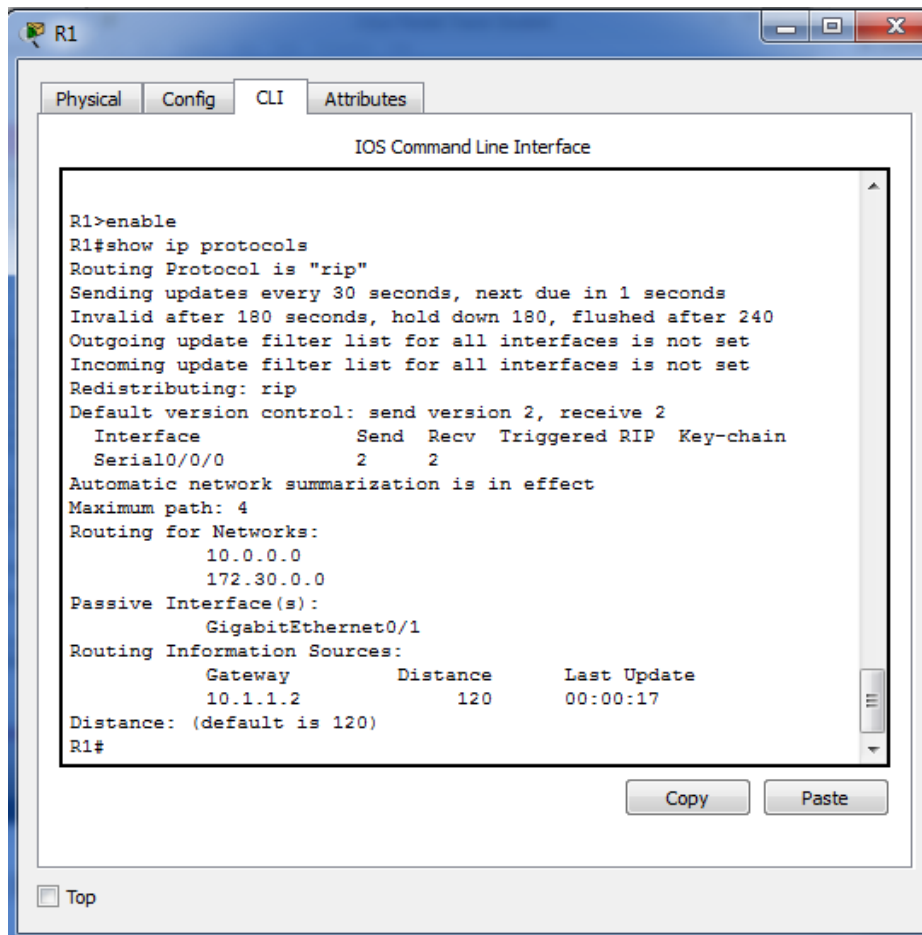 R1
Physical Config CLI Attributes
IOS Command Line Interface
R1>enable
R1#show ip protocols
Routing Protocol is "rip"
Sending updates every 30 seconds, next due in 1 seconds
Invalid after 180 seconds, hold down 180, flushed after 240
Outgoing update filter list for all interfaces is not set
Incoming update filter list for all interfaces is not set
Redistributing: rip
Default version control: send version 2, receive 2
  Interface             Send  Recv  Triggered RIP  Key-chain
  Serial0/0/0           2     2
Automatic network summarization is in effect
Maximum path: 4
Routing for Networks:
            10.0.0.0
            172.30.0.0
Passive Interface(s):
            GigabitEthernet0/1
Routing Information Sources:
            Gateway         Distance      Last Update
            10.1.1.2             120      00:00:17
Distance: (default is 120)
R1#
Copy Paste
Top